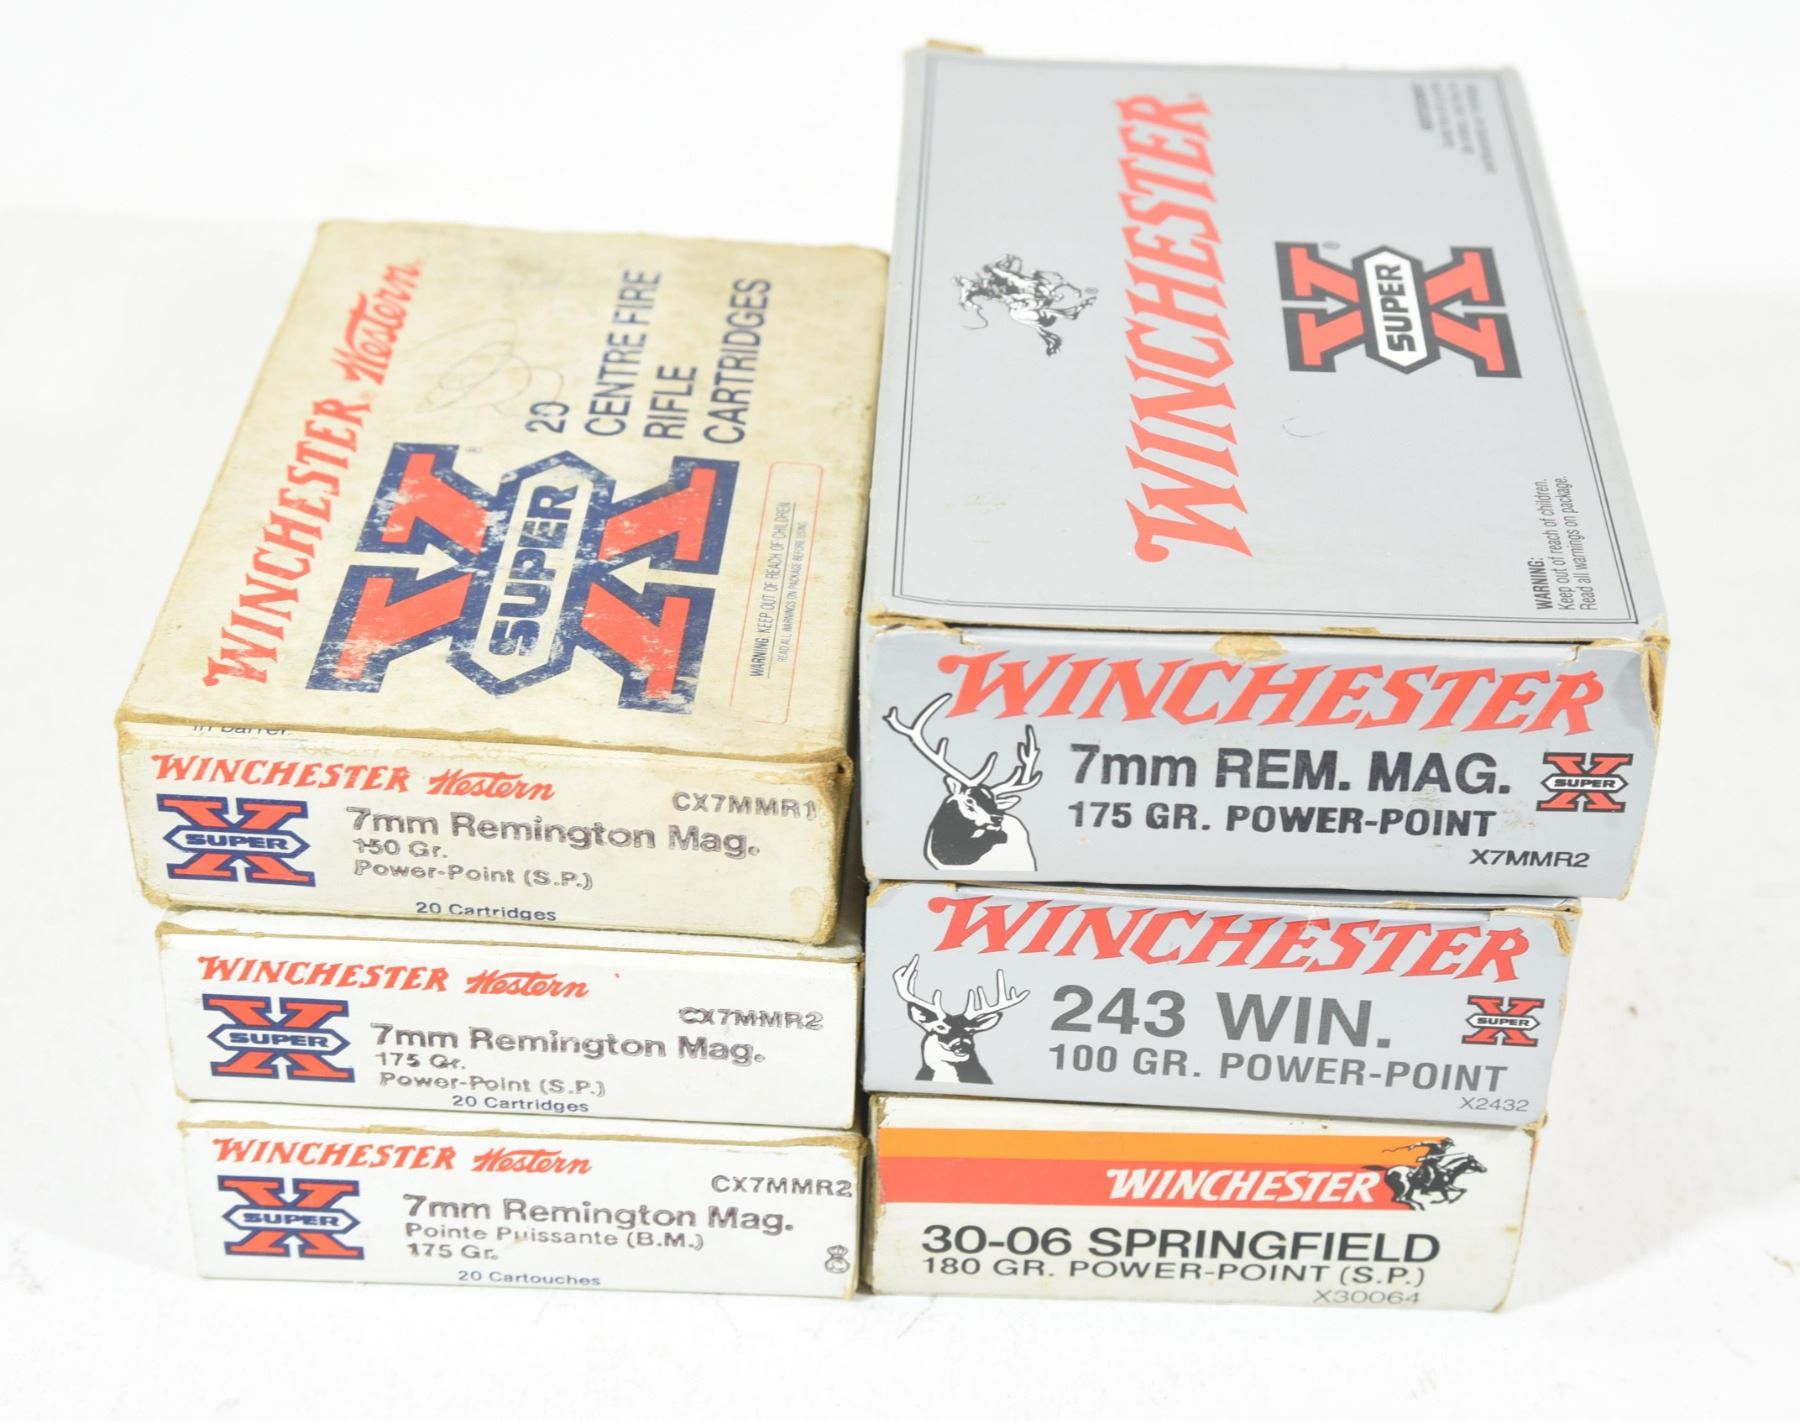 WINCHESTER Western
SUPER X
20
CENTRE FIRE
RIFLE
CARTRIDGES
WARNING: KEEP OUT OF REACH OF CHILDREN
READ ALL WARNINGS ON PACKAGE BEFORE USING
in barrel.
WINCHESTER Western
CX7MMR1
SUPER X
7mm Remington Mag.
150 Gr.
Power-Point (S.P.)
20 Cartridges
WINCHESTER Western
CX7MMR2
SUPER X
7mm Remington Mag.
175 Gr.
Power-Point (S.P.)
20 Cartridges
WINCHESTER Western
CX7MMR2
SUPER X
7mm Remington Mag.
Pointe Puissante (B.M.)
175 Gr.
20 Cartouches
WINCHESTER
SUPER X
WARNING:
Keep out of reach of children.
Read all warnings on package.
WINCHESTER
7mm REM. MAG.
SUPER X
175 GR. POWER-POINT
X7MMR2
WINCHESTER
243 WIN.
SUPER X
100 GR. POWER-POINT
X2432
WINCHESTER
30-06 SPRINGFIELD
180 GR. POWER-POINT (S.P.)
X30064